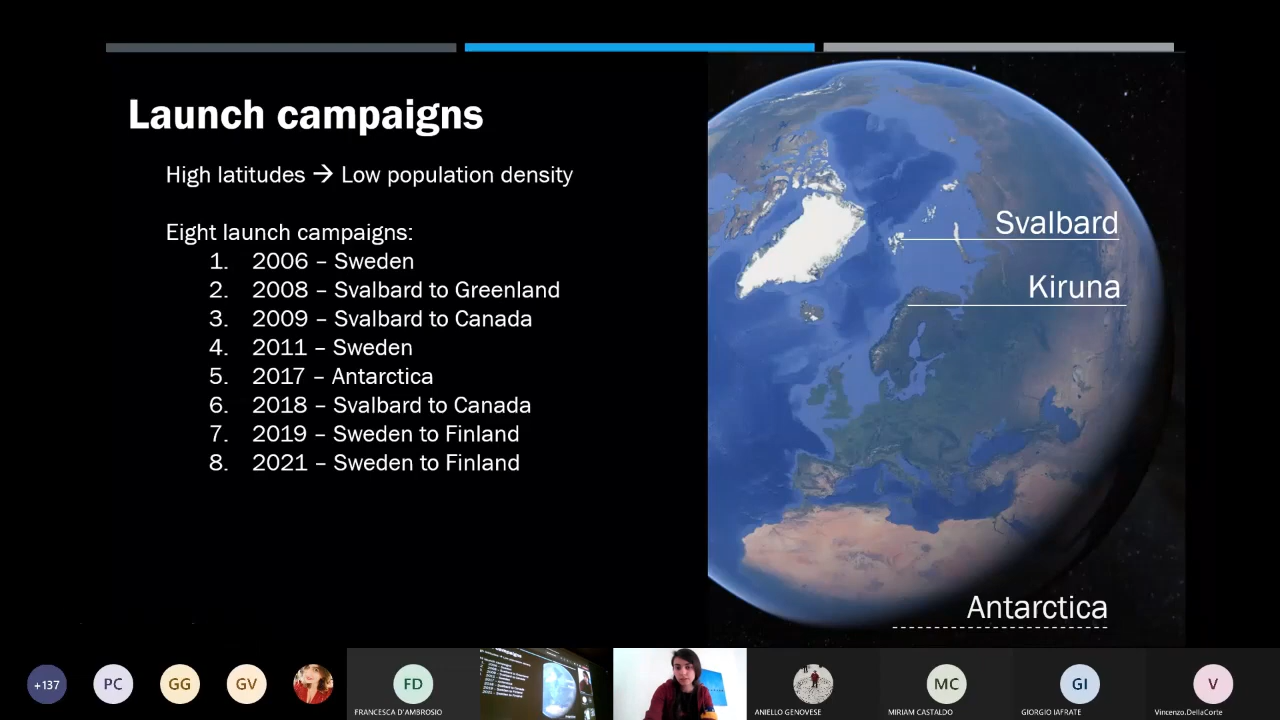 Launch campaigns
High latitudes → Low population density
Eight launch campaigns:
1. 2006 – Sweden
2. 2008 – Svalbard to Greenland
3. 2009 – Svalbard to Canada
4. 2011 – Sweden
5. 2017 – Antarctica
6. 2018 – Svalbard to Canada
7. 2019 – Sweden to Finland
8. 2021 – Sweden to Finland
Svalbard
Kiruna
Antarctica
+137
PC
GG
GV
FD
FRANCESCA D'AMBROSIO
ANIELLO GENOVESE
MC
MIRIAM CASTALDO
GI
GIORGIO IAFRATE
V
Vincenzo.DellaCorte